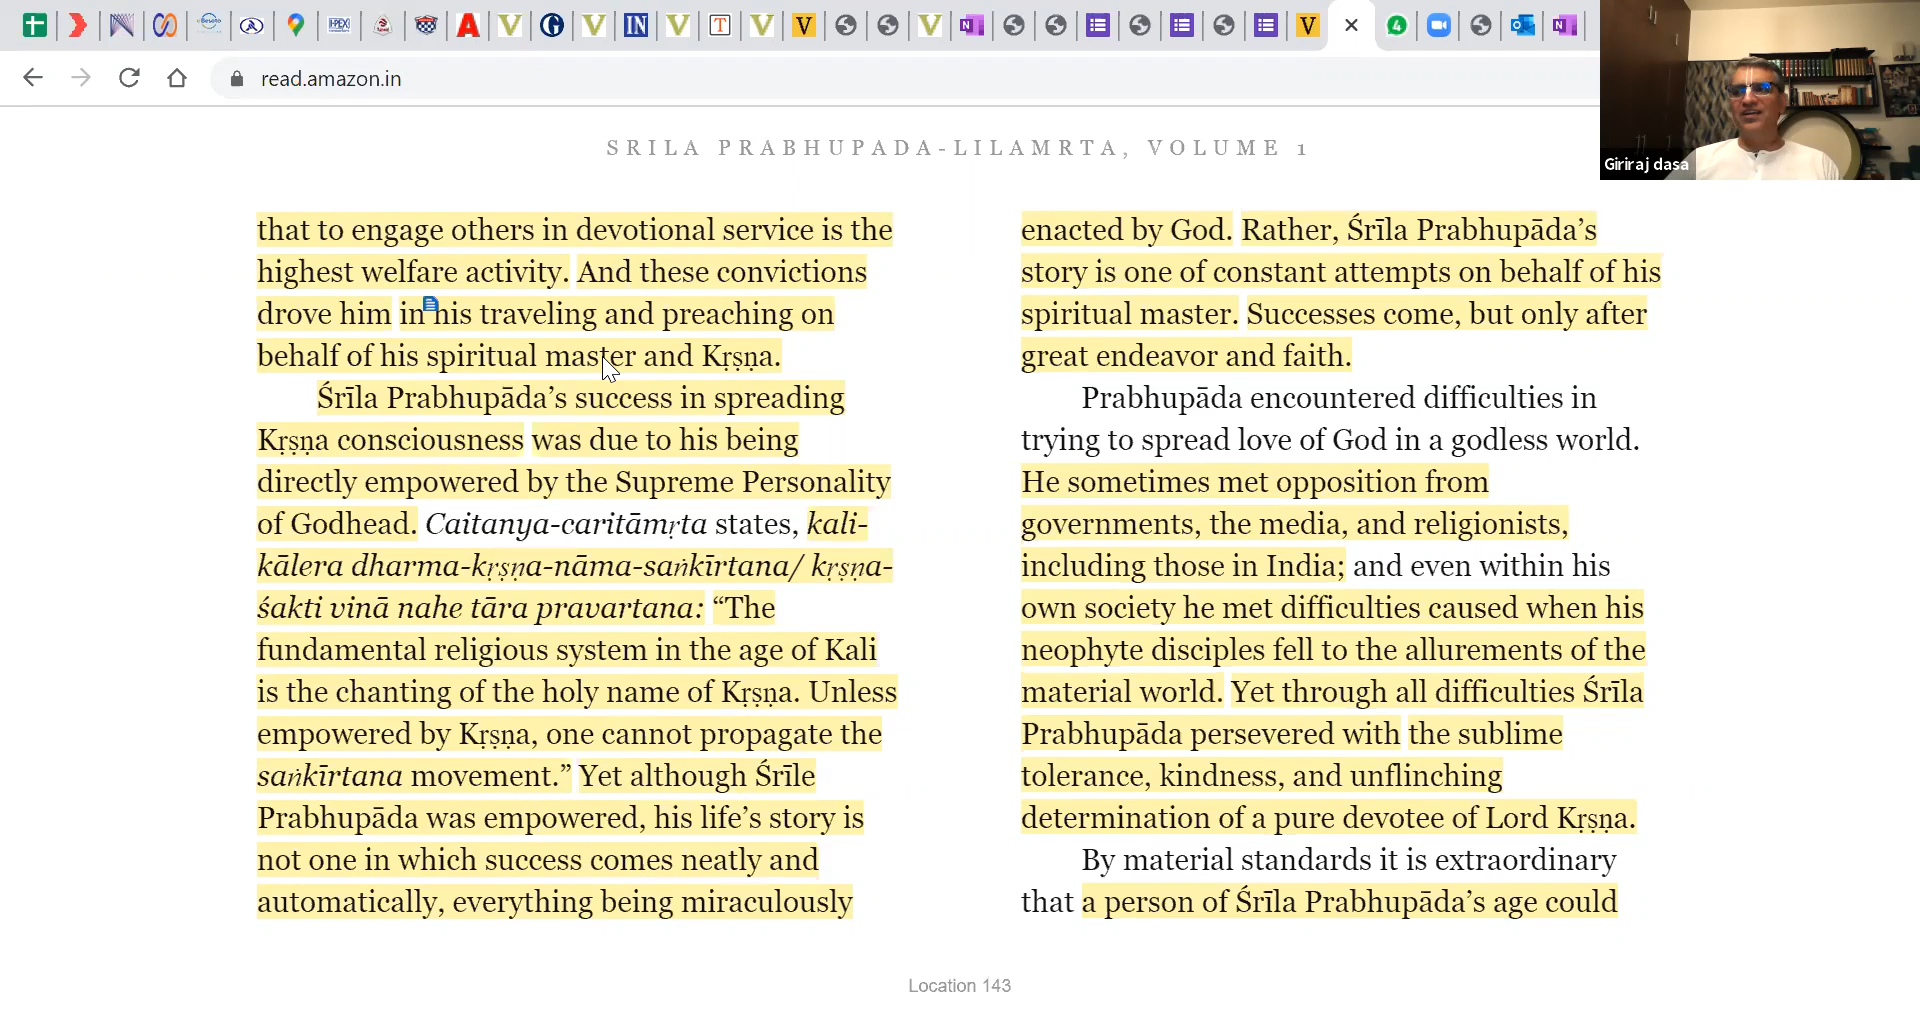 read.amazon.in
Giriraj dasa
SRILA PRABHUPADA-LILAMRTA, VOLUME 1
that to engage others in devotional service is the
highest welfare activity. And these convictions
drove him in his traveling and preaching on
behalf of his spiritual master and Kṛṣṇa.
Śrīla Prabhupāda’s success in spreading
Kṛṣṇa consciousness was due to his being
directly empowered by the Supreme Personality
of Godhead. Caitanya-caritāmṛta states, kali-
kālera dharma-kṛṣṇa-nāma-saṅkīrtana/ kṛṣṇa-
śakti vinā nahe tāra pravartana: “The
fundamental religious system in the age of Kali
is the chanting of the holy name of Kṛṣṇa. Unless
empowered by Kṛṣṇa, one cannot propagate the
saṅkīrtana movement.” Yet although Śrīle
Prabhupāda was empowered, his life’s story is
not one in which success comes neatly and
automatically, everything being miraculously
enacted by God. Rather, Śrīla Prabhupāda’s
story is one of constant attempts on behalf of his
spiritual master. Successes come, but only after
great endeavor and faith.
Prabhupāda encountered difficulties in
trying to spread love of God in a godless world.
He sometimes met opposition from
governments, the media, and religionists,
including those in India; and even within his
own society he met difficulties caused when his
neophyte disciples fell to the allurements of the
material world. Yet through all difficulties Śrīla
Prabhupāda persevered with the sublime
tolerance, kindness, and unflinching
determination of a pure devotee of Lord Kṛṣṇa.
By material standards it is extraordinary
that a person of Śrīla Prabhupāda’s age could
Location 143